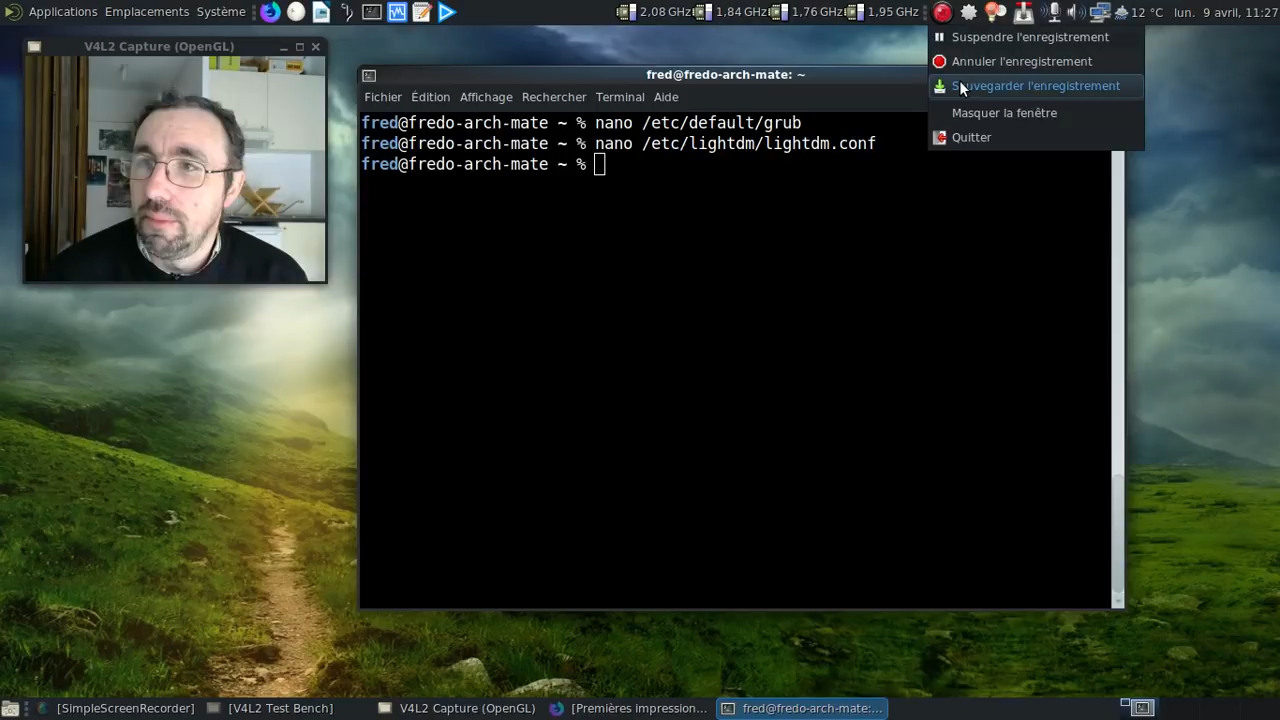 Applications Emplacements Système
2,08 GHz 1,84 GHz 1,76 GHz 1,95 GHz
12 °C lun. 9 avril, 11:27
Suspendre l'enregistrement
Annuler l'enregistrement
Sauvegarder l'enregistrement
Masquer la fenêtre
Quitter
V4L2 Capture (OpenGL)
fred@fredo-arch-mate: ~
Fichier Édition Affichage Rechercher Terminal Aide
fred@fredo-arch-mate ~ % nano /etc/default/grub
fred@fredo-arch-mate ~ % nano /etc/lightdm/lightdm.conf
fred@fredo-arch-mate ~ %
[SimpleScreenRecorder] [V4L2 Test Bench] V4L2 Capture (OpenGL) [Premières impression... fred@fredo-arch-mate:...